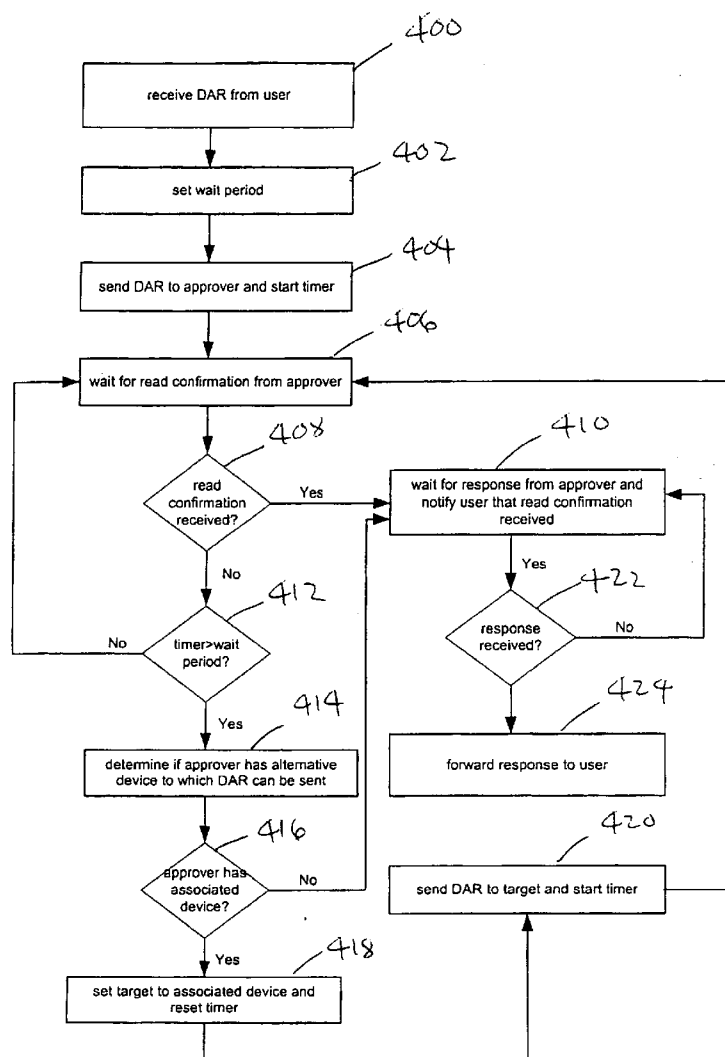 400
receive DAR from user
402
set wait period
404
send DAR to approver and start timer
406
wait for read confirmation from approver
408
read
confirmation
received?
Yes
No
410
wait for response from approver and
notify user that read confirmation
received
Yes
412
timer>wait
period?
No
Yes
422
response
received?
No
414
determine if approver has alternative
device to which DAR can be sent
424
forward response to user
416
approver has
associated
device?
No
Yes
420
send DAR to target and start timer
418
set target to associated device and
reset timer